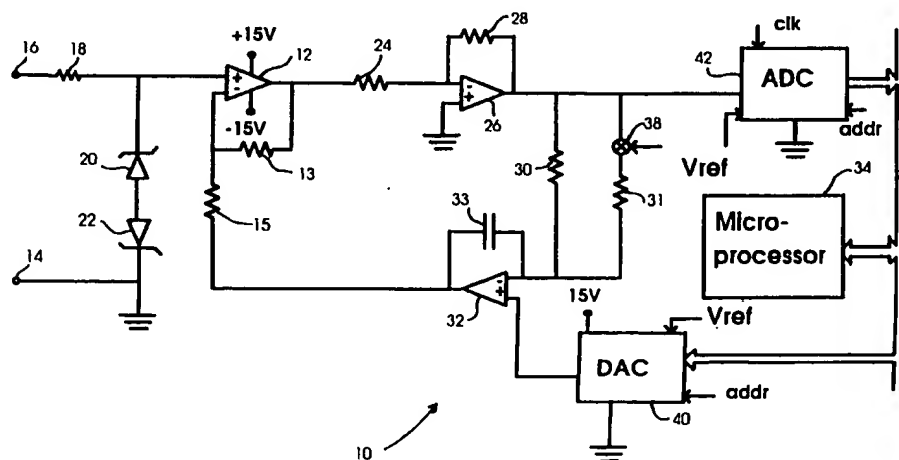 clk
16
18
+15V
12
24
28
42
ADC
26
-15V
38
addr
20
13
30
Vref
34
15
31
Micro-
processor
22
33
14
32
15V
Vref
DAC
addr
10
40